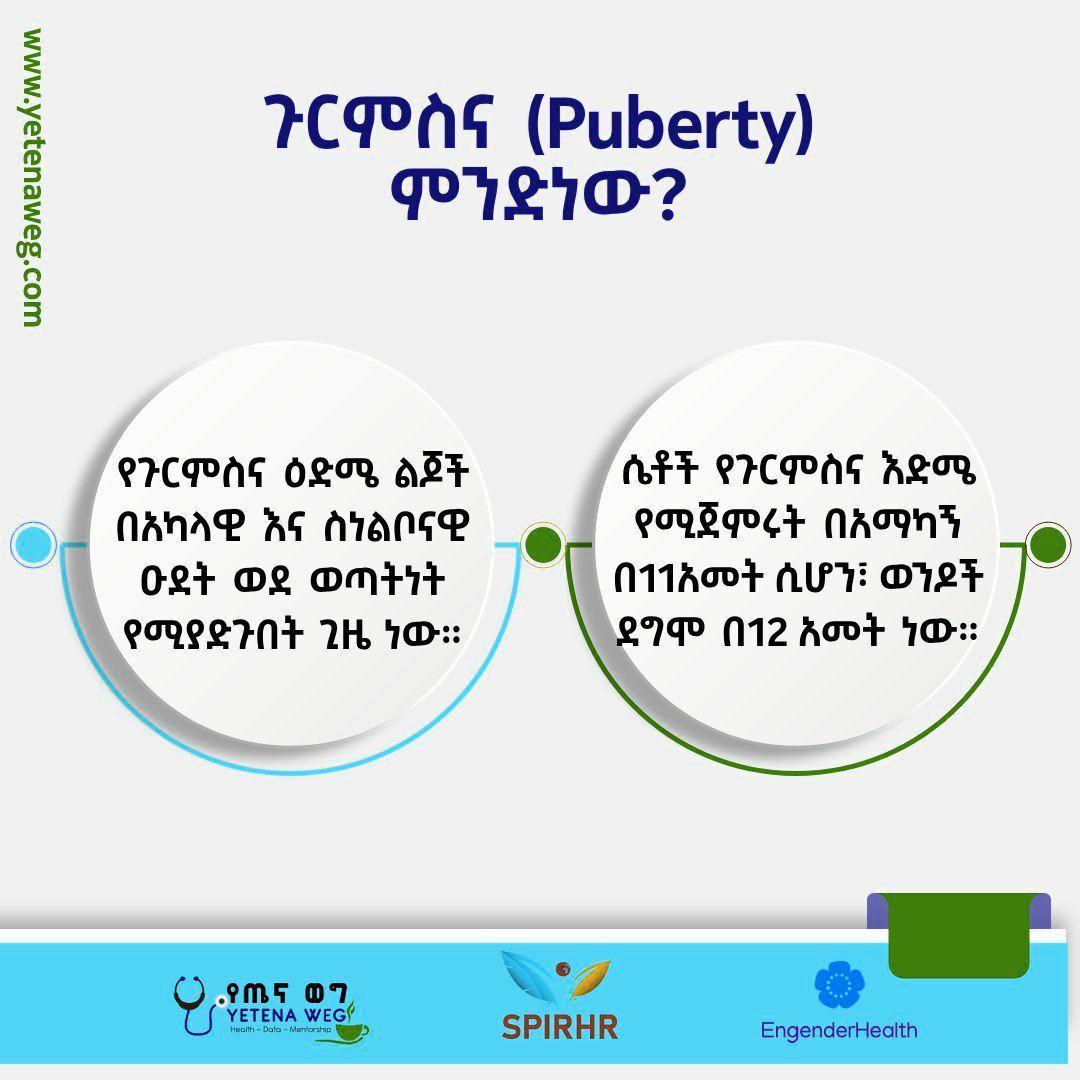 www.yetenaweg.com
ጉርምስና (Puberty)
ምንድነው?
የጉርምስና ዕድሜ ልጆች
በአካላዊ እና ስነልቦናዊ
ዑደት ወደ ወጣትነት
የሚያድጉበት ጊዜ ነው።
ሴቶች የጉርምስና እድሜ
የሚጀምሩት በአማካኝ
በ11አመት ሲሆን፣ ወንዶች
ደግሞ በ12 አመት ነው።
የጤና ወግ
YETENA WEG
Health - Data - Mentorship
SPIRHR
EngenderHealth